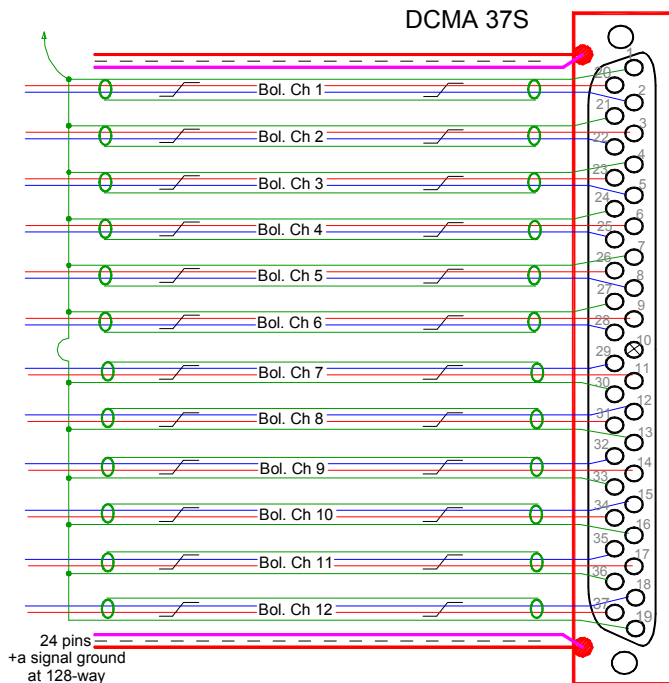 DCMA 37S
1
20
Bol. Ch 1
2
21
Bol. Ch 2
3
22
Bol. Ch 3
4
23
5
24
Bol. Ch 4
6
25
7
26
Bol. Ch 5
8
27
9
28
Bol. Ch 6
10
29
Bol. Ch 7
11
30
12
31
Bol. Ch 8
13
32
Bol. Ch 9
14
33
15
34
Bol. Ch 10
16
35
Bol. Ch 11
17
36
18
37
Bol. Ch 12
19
24 pins
+a signal ground
at 128-way